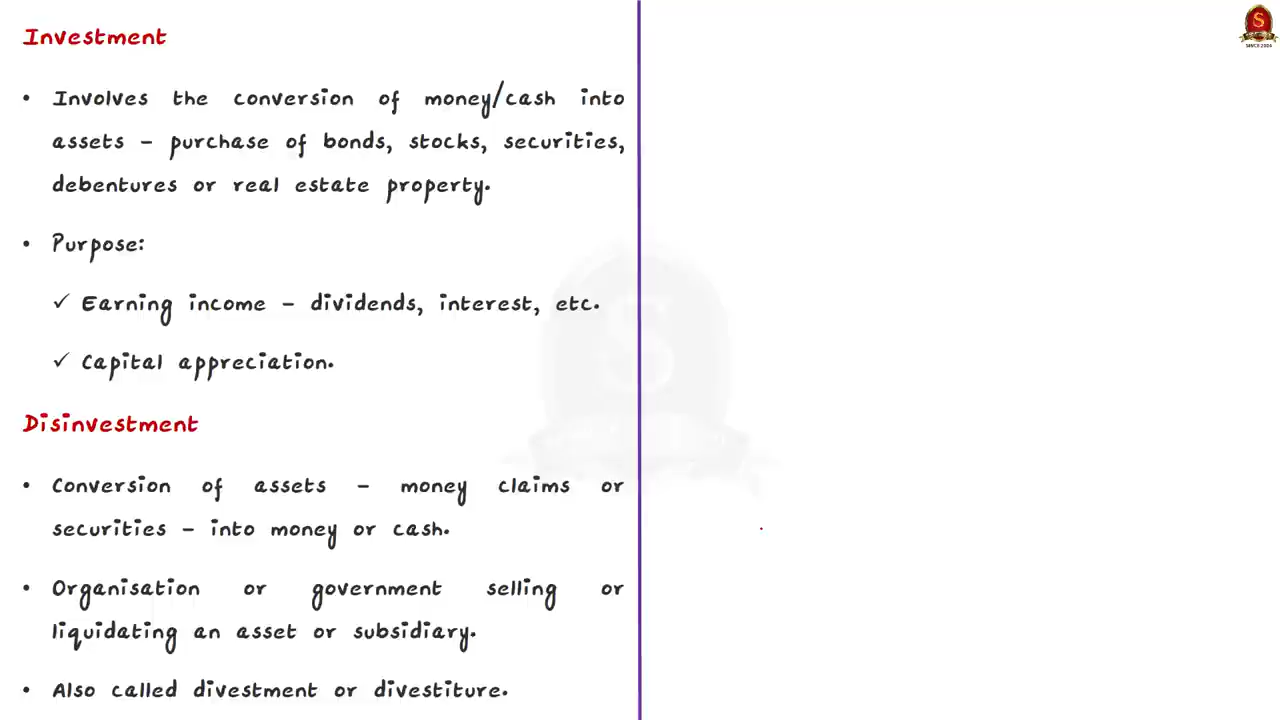 Investment
• Involves the conversion of money/cash into
assets – purchase of bonds, stocks, securities,
debentures or real estate property.
• Purpose:
✓ Earning income – dividends, interest, etc.
✓ Capital appreciation.
Disinvestment
• Conversion of assets – money claims or
securities – into money or cash.
• Organisation or government selling or
liquidating an asset or subsidiary.
• Also called divestment or divestiture.
S
SINCE 2004